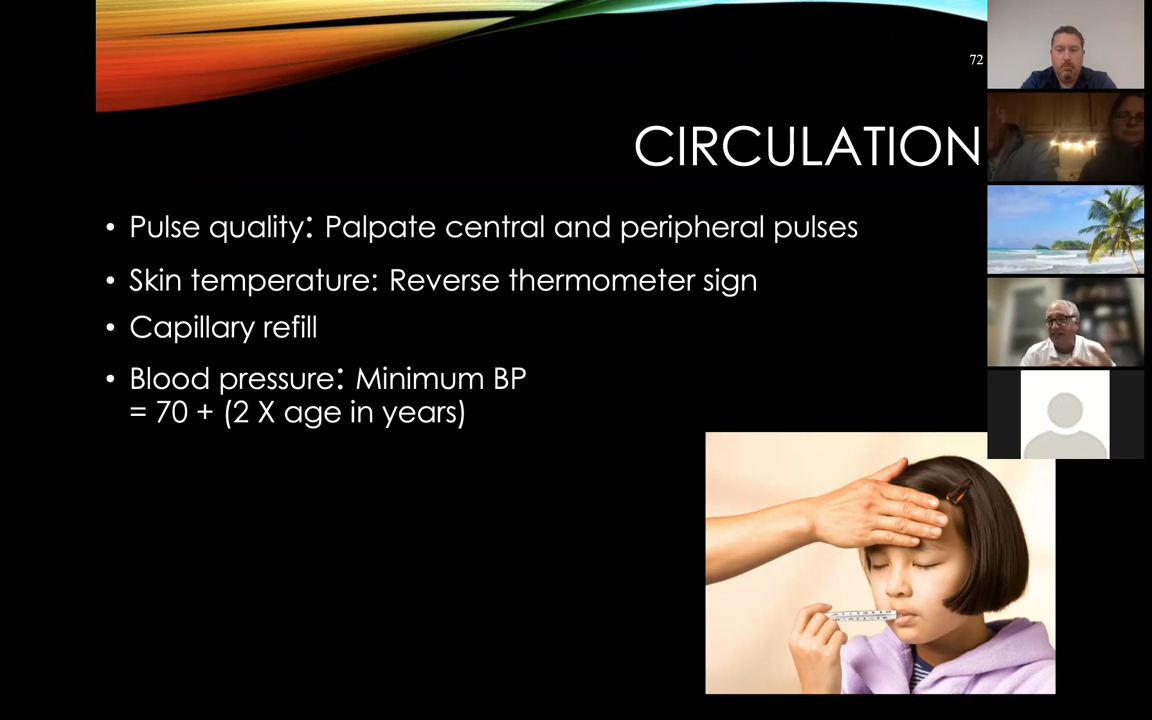 72
CIRCULATION
• Pulse quality: Palpate central and peripheral pulses
• Skin temperature: Reverse thermometer sign
• Capillary refill
• Blood pressure: Minimum BP
= 70 + (2 X age in years)